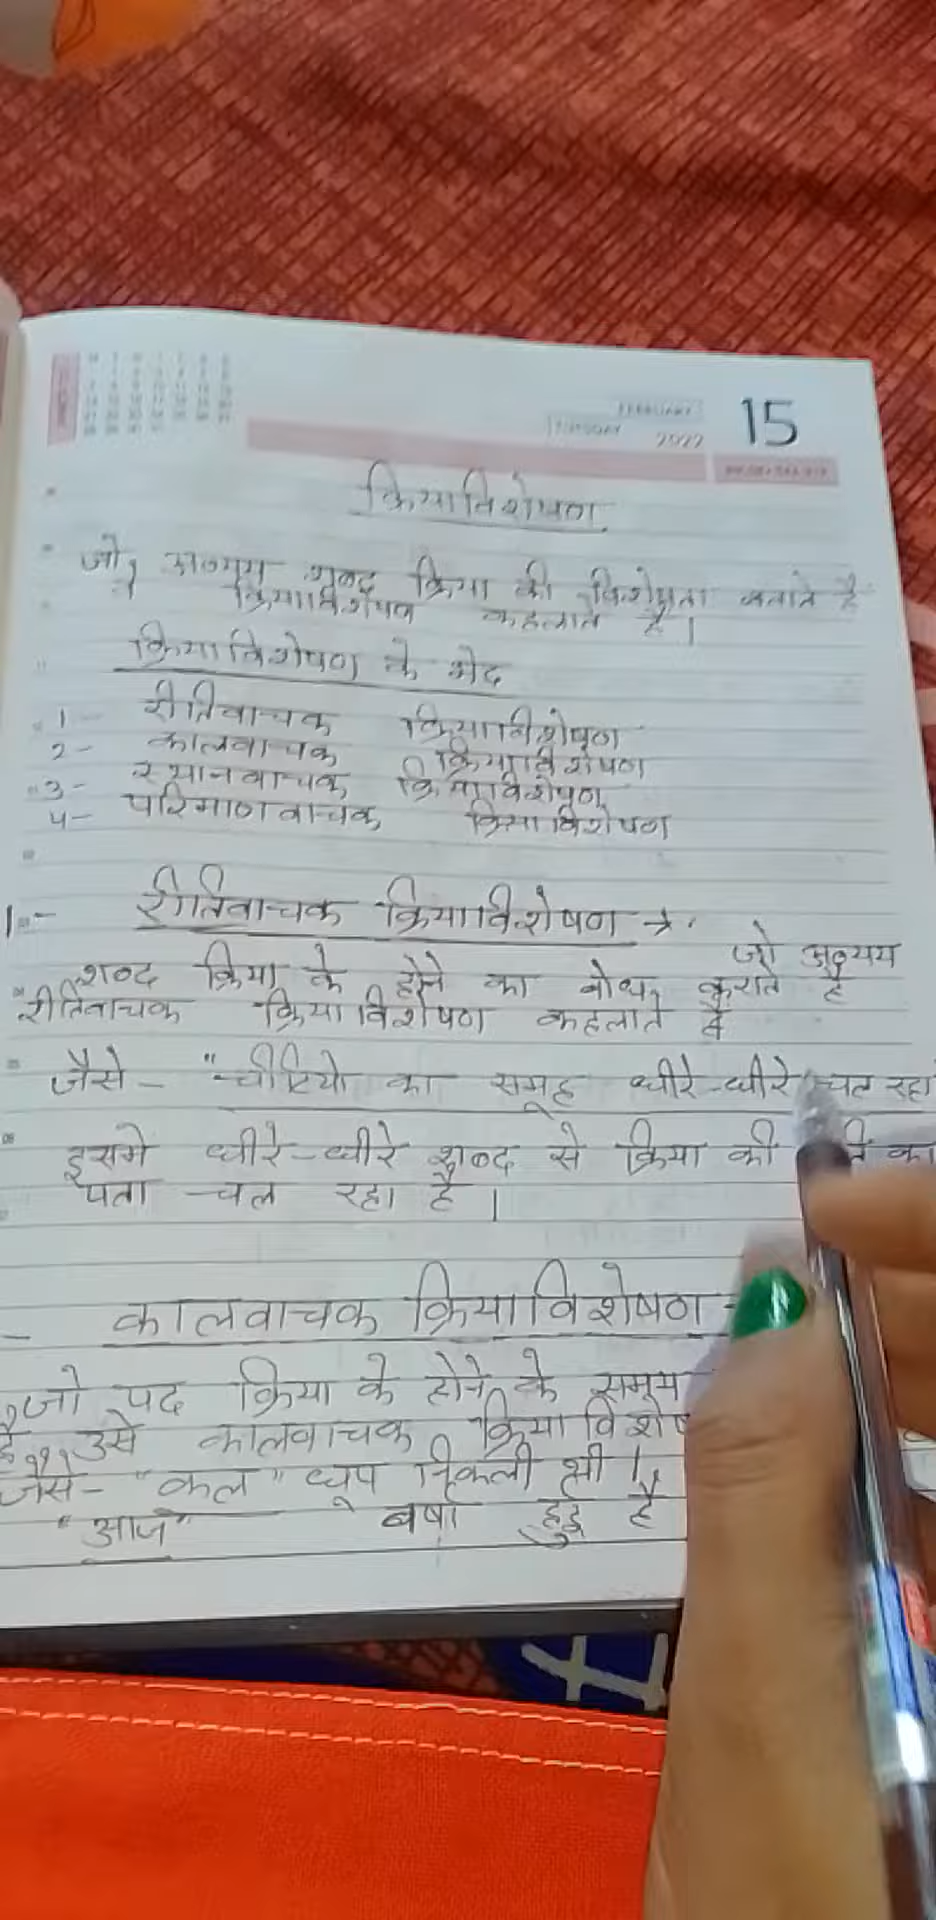 FEBRUARY
TUESDAY 2022 15
क्रियाविशेषण
जो अव्यय शब्द क्रिया की विशेषता बताते है
क्रियाविशेषण कहलाते है।
क्रियाविशेषण के भेद
1- रीतिवाचक क्रियाविशेषण
2- कालवाचक क्रियाविशेषण
3- स्थानवाचक क्रियाविशेषण
4- परिमाणवाचक क्रियाविशेषण
1.- रीतिवाचक क्रियाविशेषण →
जो अव्यय
शब्द क्रिया के होने का बोध कराते है
रीतिवाचक क्रियाविशेषण कहलाते है
जैसे - "चीटियो का समूह धीरे-धीरे चल रहा
इसमे धीरे-धीरे शब्द से क्रिया की का
पता चल रहा है।
- कालवाचक क्रियाविशेषण -
जो पद क्रिया के होने के समय
है उसे कालवाचक क्रियाविशेष
जैसे- "कल" धूप निकली थी।
"आज" बर्षा हुई है